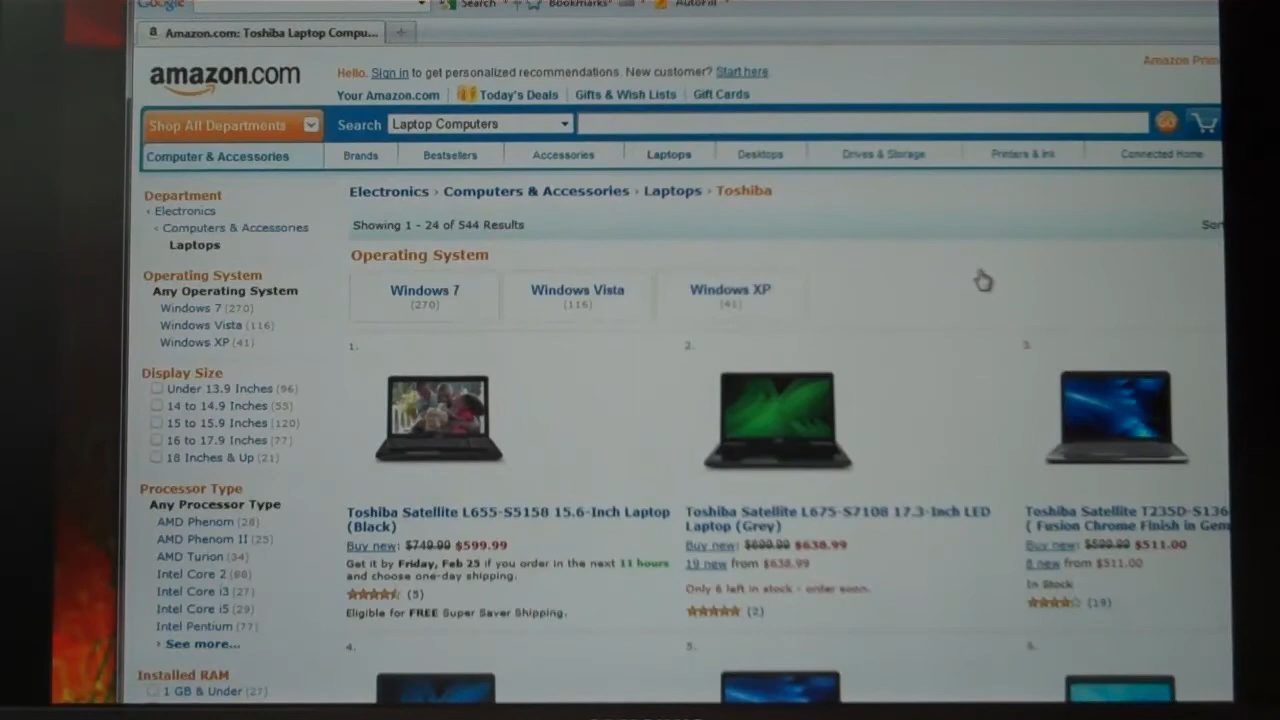 Google Search Bookmarks AutoFill
a Amazon.com: Toshiba Laptop Compu... +
amazon.com Hello. Sign in to get personalized recommendations. New customer? Start here Amazon Prim
Your Amazon.com Today's Deals Gifts & Wish Lists Gift Cards
Shop All Departments Search Laptop Computers GO
Computer & Accessories Brands Bestsellers Accessories Laptops Desktops Drives & Storage Printers & Ink Connected Home
Department
‹ Electronics
‹ Computers & Accessories
Laptops
Operating System
Any Operating System
Windows 7 (270)
Windows Vista (116)
Windows XP (41)
Display Size
Under 13.9 Inches (96)
14 to 14.9 Inches (55)
15 to 15.9 Inches (120)
16 to 17.9 Inches (77)
18 Inches & Up (21)
Processor Type
Any Processor Type
AMD Phenom (28)
AMD Phenom II (25)
AMD Turion (34)
Intel Core 2 (98)
Intel Core i3 (27)
Intel Core i5 (29)
Intel Pentium (77)
› See more...
Installed RAM
1 GB & Under (27)
Electronics › Computers & Accessories › Laptops › Toshiba
Showing 1 - 24 of 544 Results Sor
Operating System
Windows 7 Windows Vista Windows XP
(270) (116) (41)
1. 2. 3.
Toshiba Satellite L655-S5158 15.6-Inch Laptop
(Black)
Buy new: $749.99 $599.99
Get it by Friday, Feb 25 if you order in the next 11 hours
and choose one-day shipping.
(5)
Eligible for FREE Super Saver Shipping.
Toshiba Satellite L675-S7108 17.3-Inch LED
Laptop (Grey)
Buy new: $699.99 $638.99
19 new from $638.99
Only 6 left in stock - order soon.
(2)
Toshiba Satellite T235D-S136
( Fusion Chrome Finish in Gem
Buy new: $599.99 $511.00
8 new from $511.00
In Stock
(19)
4. 5. 6.